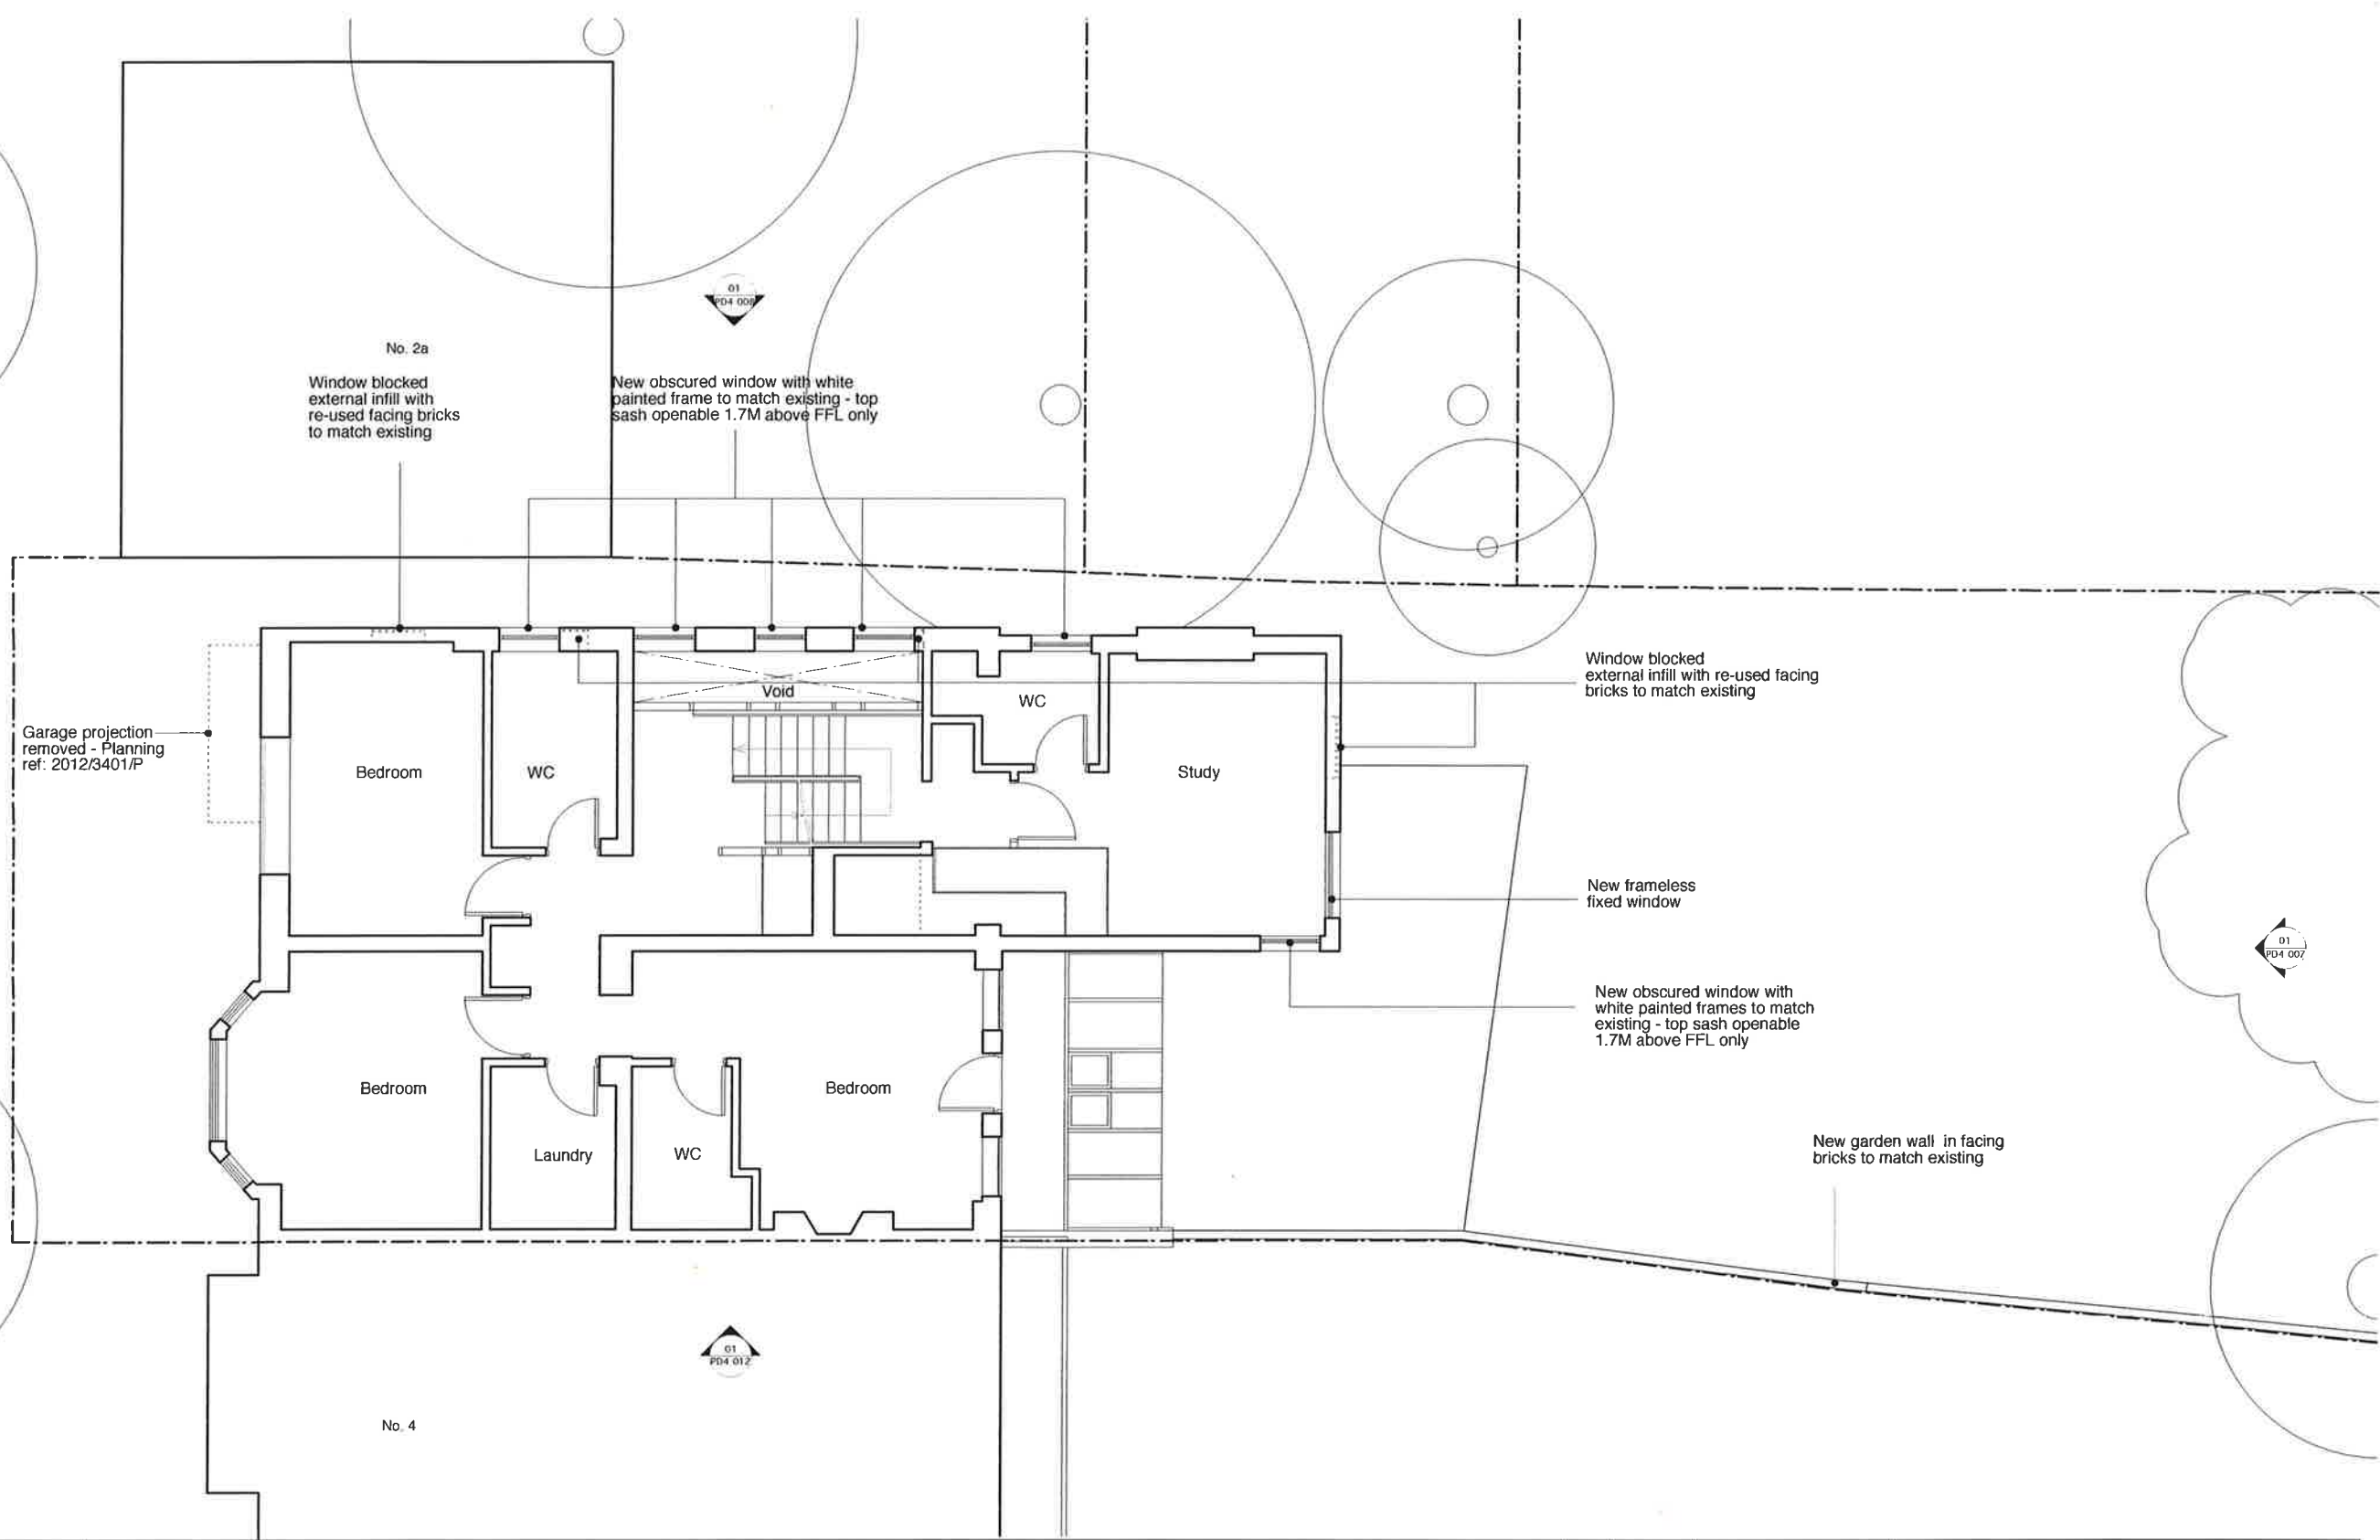 01
PD4 008
No. 2a
Window blocked
external infill with
re-used facing bricks
to match existing
New obscured window with white
painted frame to match existing - top
sash openable 1.7M above FFL only
Window blocked
external infill with re-used facing
bricks to match existing
Void
WC
Garage projection
removed - Planning
ref: 2012/3401/P
Bedroom
WC
Study
New frameless
fixed window
01
PD4 007
New obscured window with
white painted frames to match
existing - top sash openable
1.7M above FFL only
Bedroom
Bedroom
Laundry
WC
New garden wall in facing
bricks to match existing
01
PD4 012
No. 4